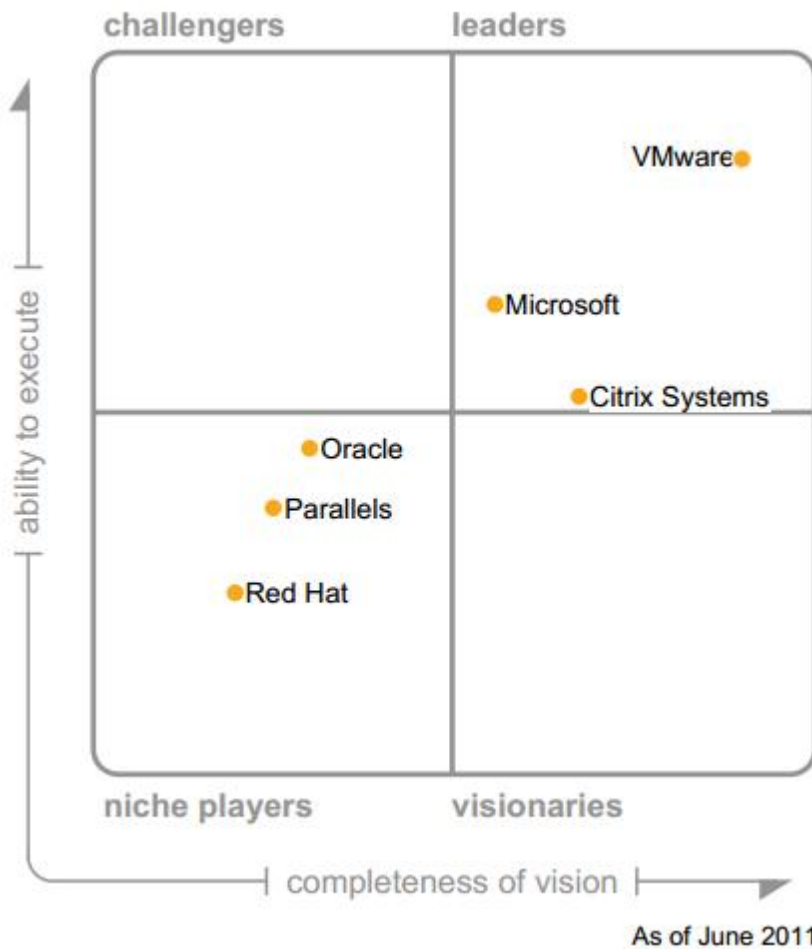 challengers
leaders
VMware
Microsoft
Citrix Systems
Oracle
Parallels
Red Hat
ability to execute
niche players
visionaries
completeness of vision
As of June 2011